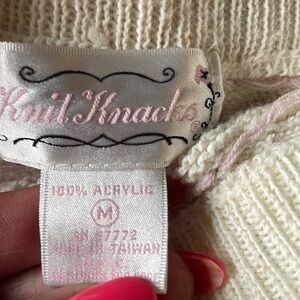 Knit Knacks
100% ACRYLIC
M
RN 67772
MADE IN TAIWAN